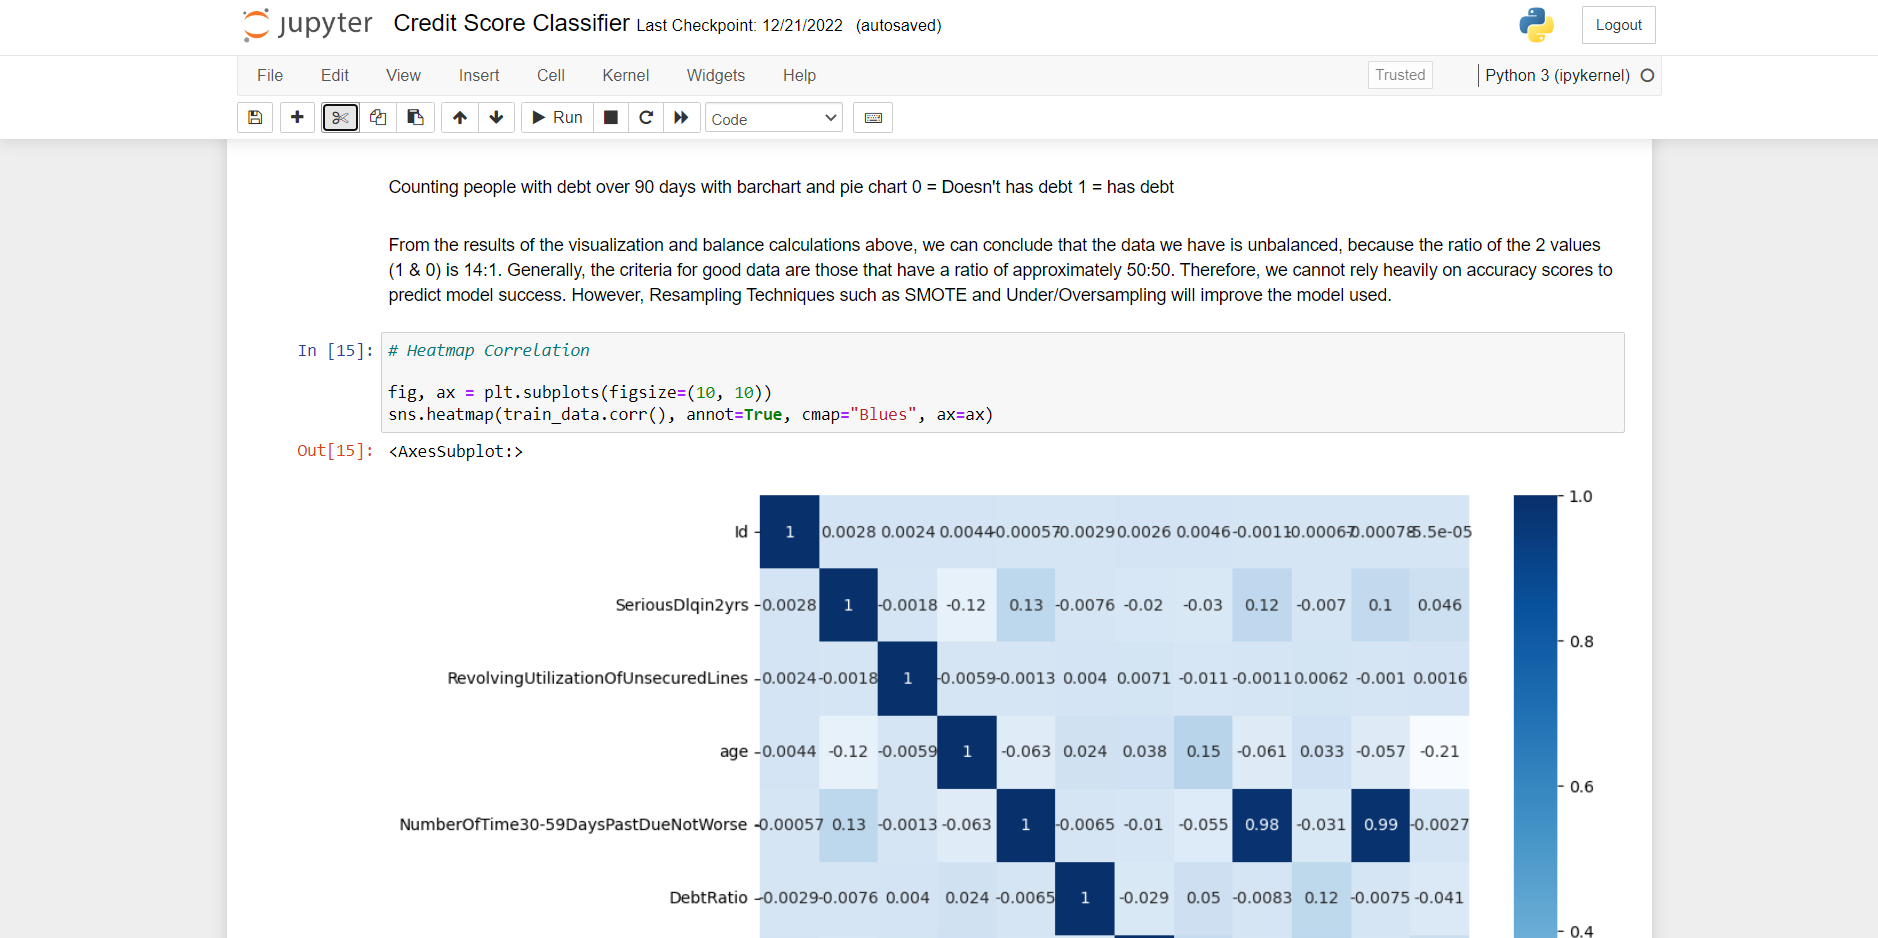 jupyter Credit Score Classifier Last Checkpoint: 12/21/2022 (autosaved) Logout
File Edit View Insert Cell Kernel Widgets Help Trusted Python 3 (ipykernel)
Run Code
Counting people with debt over 90 days with barchart and pie chart 0 = Doesn't has debt 1 = has debt
From the results of the visualization and balance calculations above, we can conclude that the data we have is unbalanced, because the ratio of the 2 values
(1 & 0) is 14:1. Generally, the criteria for good data are those that have a ratio of approximately 50:50. Therefore, we cannot rely heavily on accuracy scores to
predict model success. However, Resampling Techniques such as SMOTE and Under/Oversampling will improve the model used.
In [15]: # Heatmap Correlation
fig, ax = plt.subplots(figsize=(10, 10))
sns.heatmap(train_data.corr(), annot=True, cmap="Blues", ax=ax)
Out[15]: <AxesSubplot:>
1.0
Id 1 0.0028 0.0024 0.0044 -0.00057 -0.0029 0.0026 0.0046 -0.0011 -0.00067 -0.00078 5.5e-05
SeriousDlqin2yrs 0.0028 1 -0.0018 -0.12 0.13 -0.0076 -0.02 -0.03 0.12 -0.007 0.1 0.046
0.8
RevolvingUtilizationOfUnsecuredLines 0.0024 -0.0018 1 -0.0059 -0.0013 0.004 0.0071 -0.011 -0.0011 0.0062 -0.001 0.0016
age 0.0044 -0.12 -0.0059 1 -0.063 0.024 0.038 0.15 -0.061 0.033 -0.057 -0.21
0.6
NumberOfTime30-59DaysPastDueNotWorse -0.00057 0.13 -0.0013 -0.063 1 -0.0065 -0.01 -0.055 0.98 -0.031 0.99 -0.0027
DebtRatio -0.0029 -0.0076 0.004 0.024 -0.0065 1 -0.029 0.05 -0.0083 0.12 -0.0075 -0.041
0.4